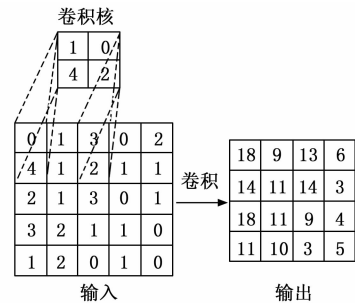 卷积核
1 0
4 2
0 1 3 0 2
4 1 2 1 1
2 1 3 0 1
3 2 1 1 0
1 2 0 1 0
输入
卷积
18 9 13 6
14 11 14 3
18 11 9 4
11 10 3 5
输出